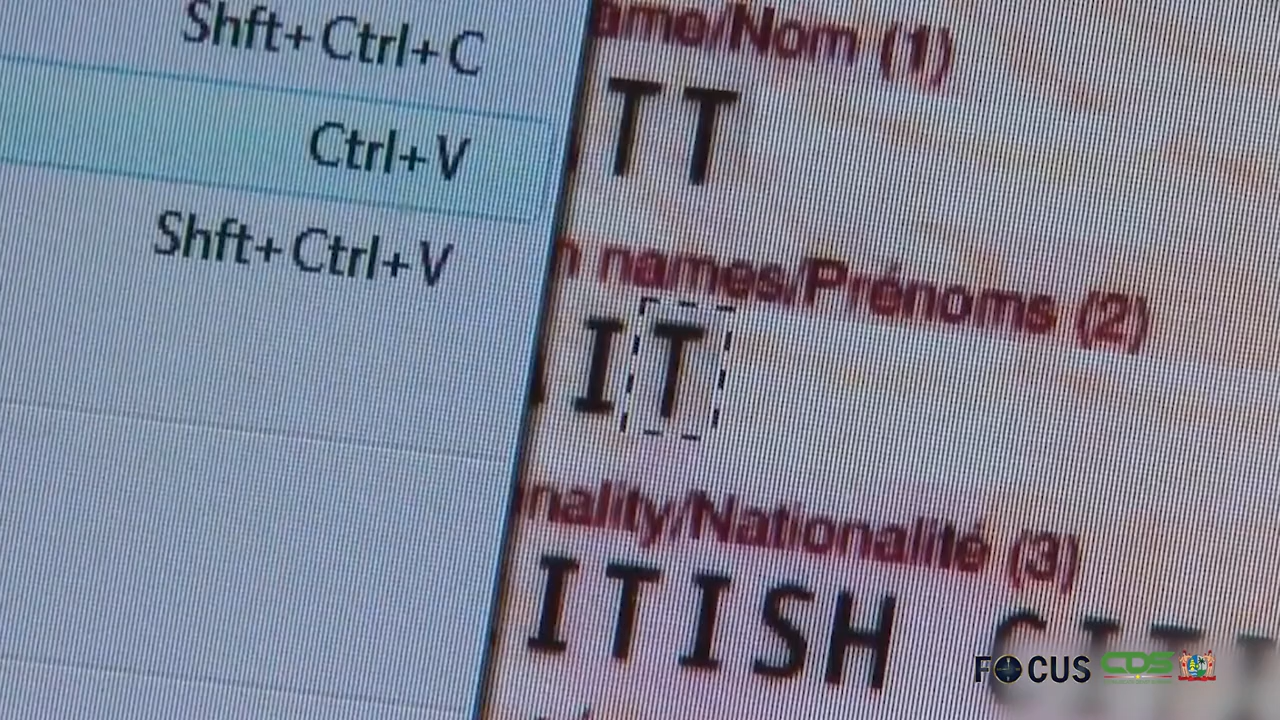 Shft+Ctrl+C
Ctrl+V
Shft+Ctrl+V
ame/Nom (1)
TT
names/Prénoms (2)
IT
nality/Nationalité (3)
ITISH
FOCUS CDS